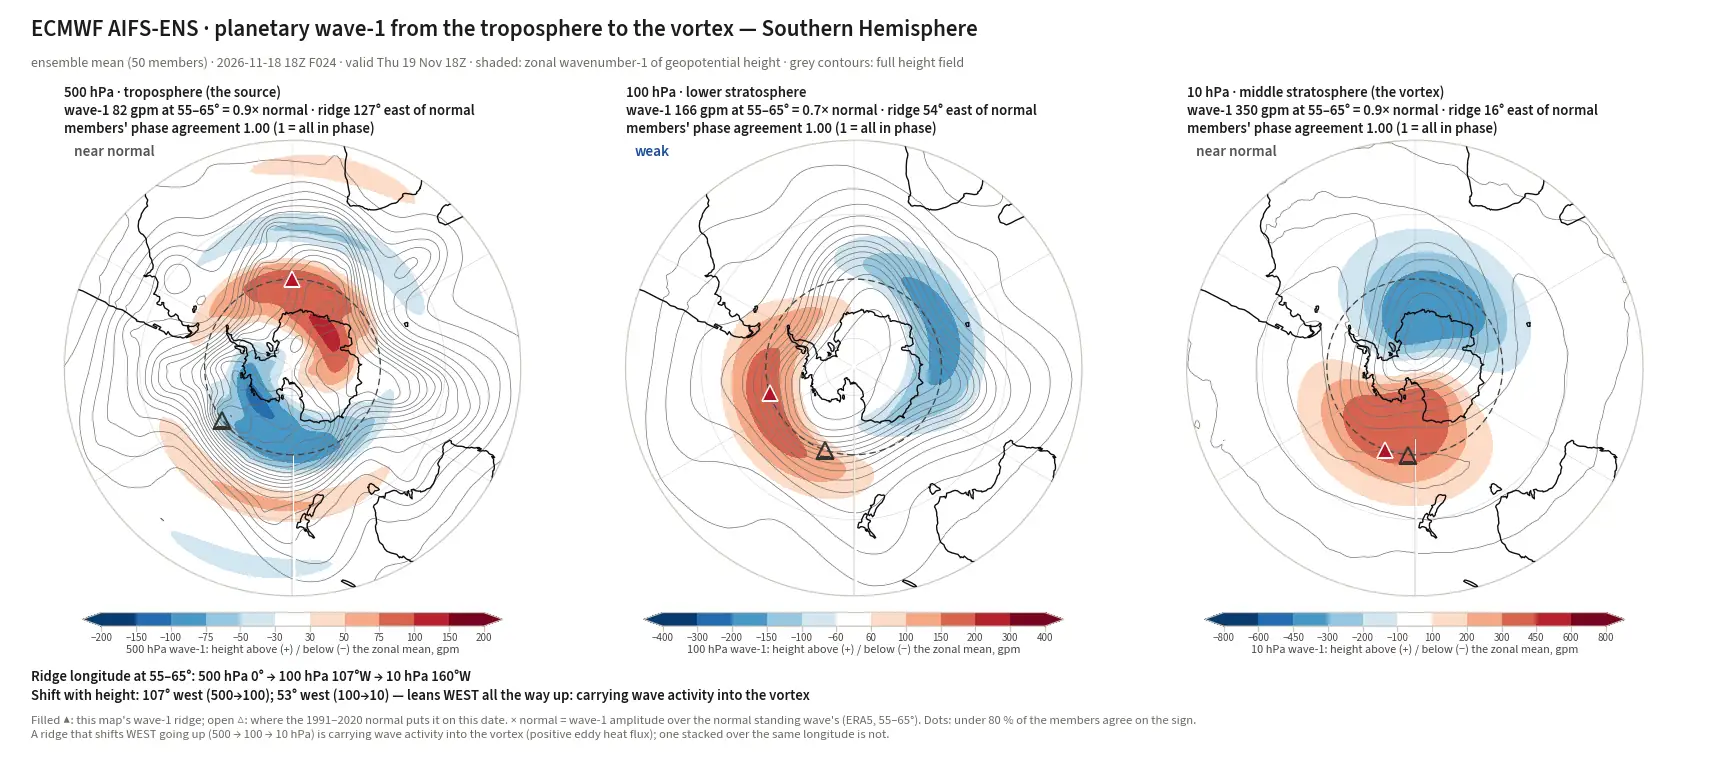 ECMWF AIFS-ENS · planetary wave-1 from the troposphere to the vortex — Southern Hemisphere
ensemble mean (50 members) · 2026-11-18 18Z F024 · valid Thu 19 Nov 18Z · shaded: zonal wavenumber-1 of geopotential height · grey contours: full height field
500 hPa · troposphere (the source)
wave-1 82 gpm at 55–65° = 0.9× normal · ridge 127° east of normal
members' phase agreement 1.00 (1 = all in phase)
near normal
100 hPa · lower stratosphere
wave-1 166 gpm at 55–65° = 0.7× normal · ridge 54° east of normal
members' phase agreement 1.00 (1 = all in phase)
weak
10 hPa · middle stratosphere (the vortex)
wave-1 350 gpm at 55–65° = 0.9× normal · ridge 16° east of normal
members' phase agreement 1.00 (1 = all in phase)
near normal
−200 −150 −100 −75 −50 −30 30 50 75 100 150 200
500 hPa wave-1: height above (+) / below (−) the zonal mean, gpm
−400 −300 −200 −150 −100 −60 60 100 150 200 300 400
100 hPa wave-1: height above (+) / below (−) the zonal mean, gpm
−800 −600 −450 −300 −200 −100 100 200 300 450 600 800
10 hPa wave-1: height above (+) / below (−) the zonal mean, gpm
Ridge longitude at 55–65°: 500 hPa 0° → 100 hPa 107°W → 10 hPa 160°W
Shift with height: 107° west (500→100); 53° west (100→10) — leans WEST all the way up: carrying wave activity into the vortex
Filled ▲: this map's wave-1 ridge; open △: where the 1991–2020 normal puts it on this date. × normal = wave-1 amplitude over the normal standing wave's (ERA5, 55–65°). Dots: under 80 % of the members agree on the sign.
A ridge that shifts WEST going up (500 → 100 → 10 hPa) is carrying wave activity into the vortex (positive eddy heat flux); one stacked over the same longitude is not.